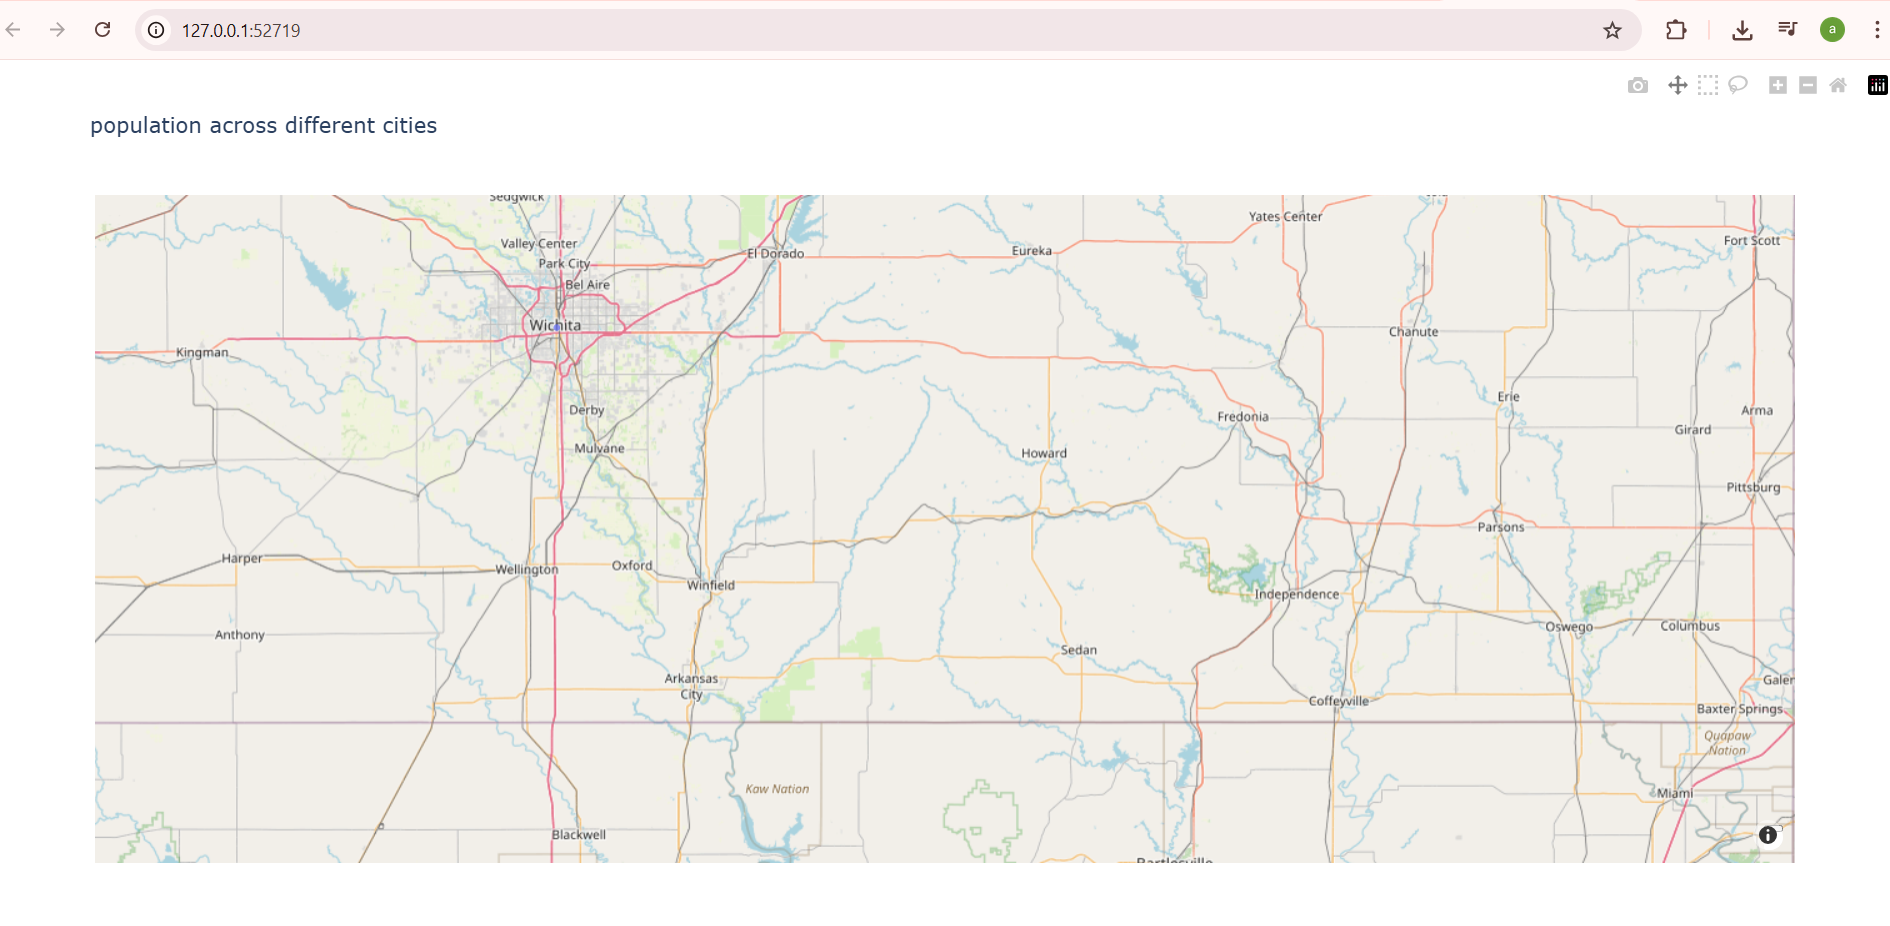 127.0.0.1:52719
a
population across different cities
Sedgwick
Yates Center
Valley Center
Fort Scott
El Dorado
Eureka
Park City
Bel Aire
Wichita
Chanute
Kingman
Erie
Derby
Arma
Fredonia
Girard
Mulvane
Howard
Pittsburg
Parsons
Harper
Wellington
Oxford
Winfield
Independence
Anthony
Oswego
Columbus
Sedan
Arkansas
City
Galer
Coffeyville
Baxter Springs
Quapaw
Nation
Kaw Nation
Miami
Blackwell
Bartlesville